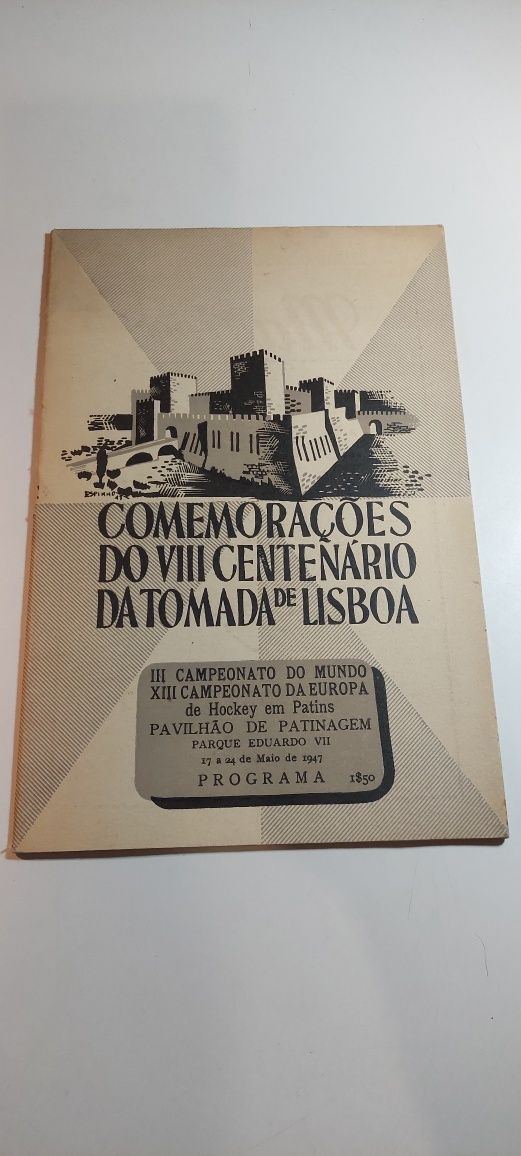 ESPINHO
COMEMORAÇÕES
DO VIII CENTENÁRIO
DA TOMADA DE LISBOA
III CAMPEONATO DO MUNDO
XIII CAMPEONATO DA EUROPA
de Hockey em Patins
PAVILHÃO DE PATINAGEM
PARQUE EDUARDO VII
17 a 24 de Maio de 1947
PROGRAMA 1$50